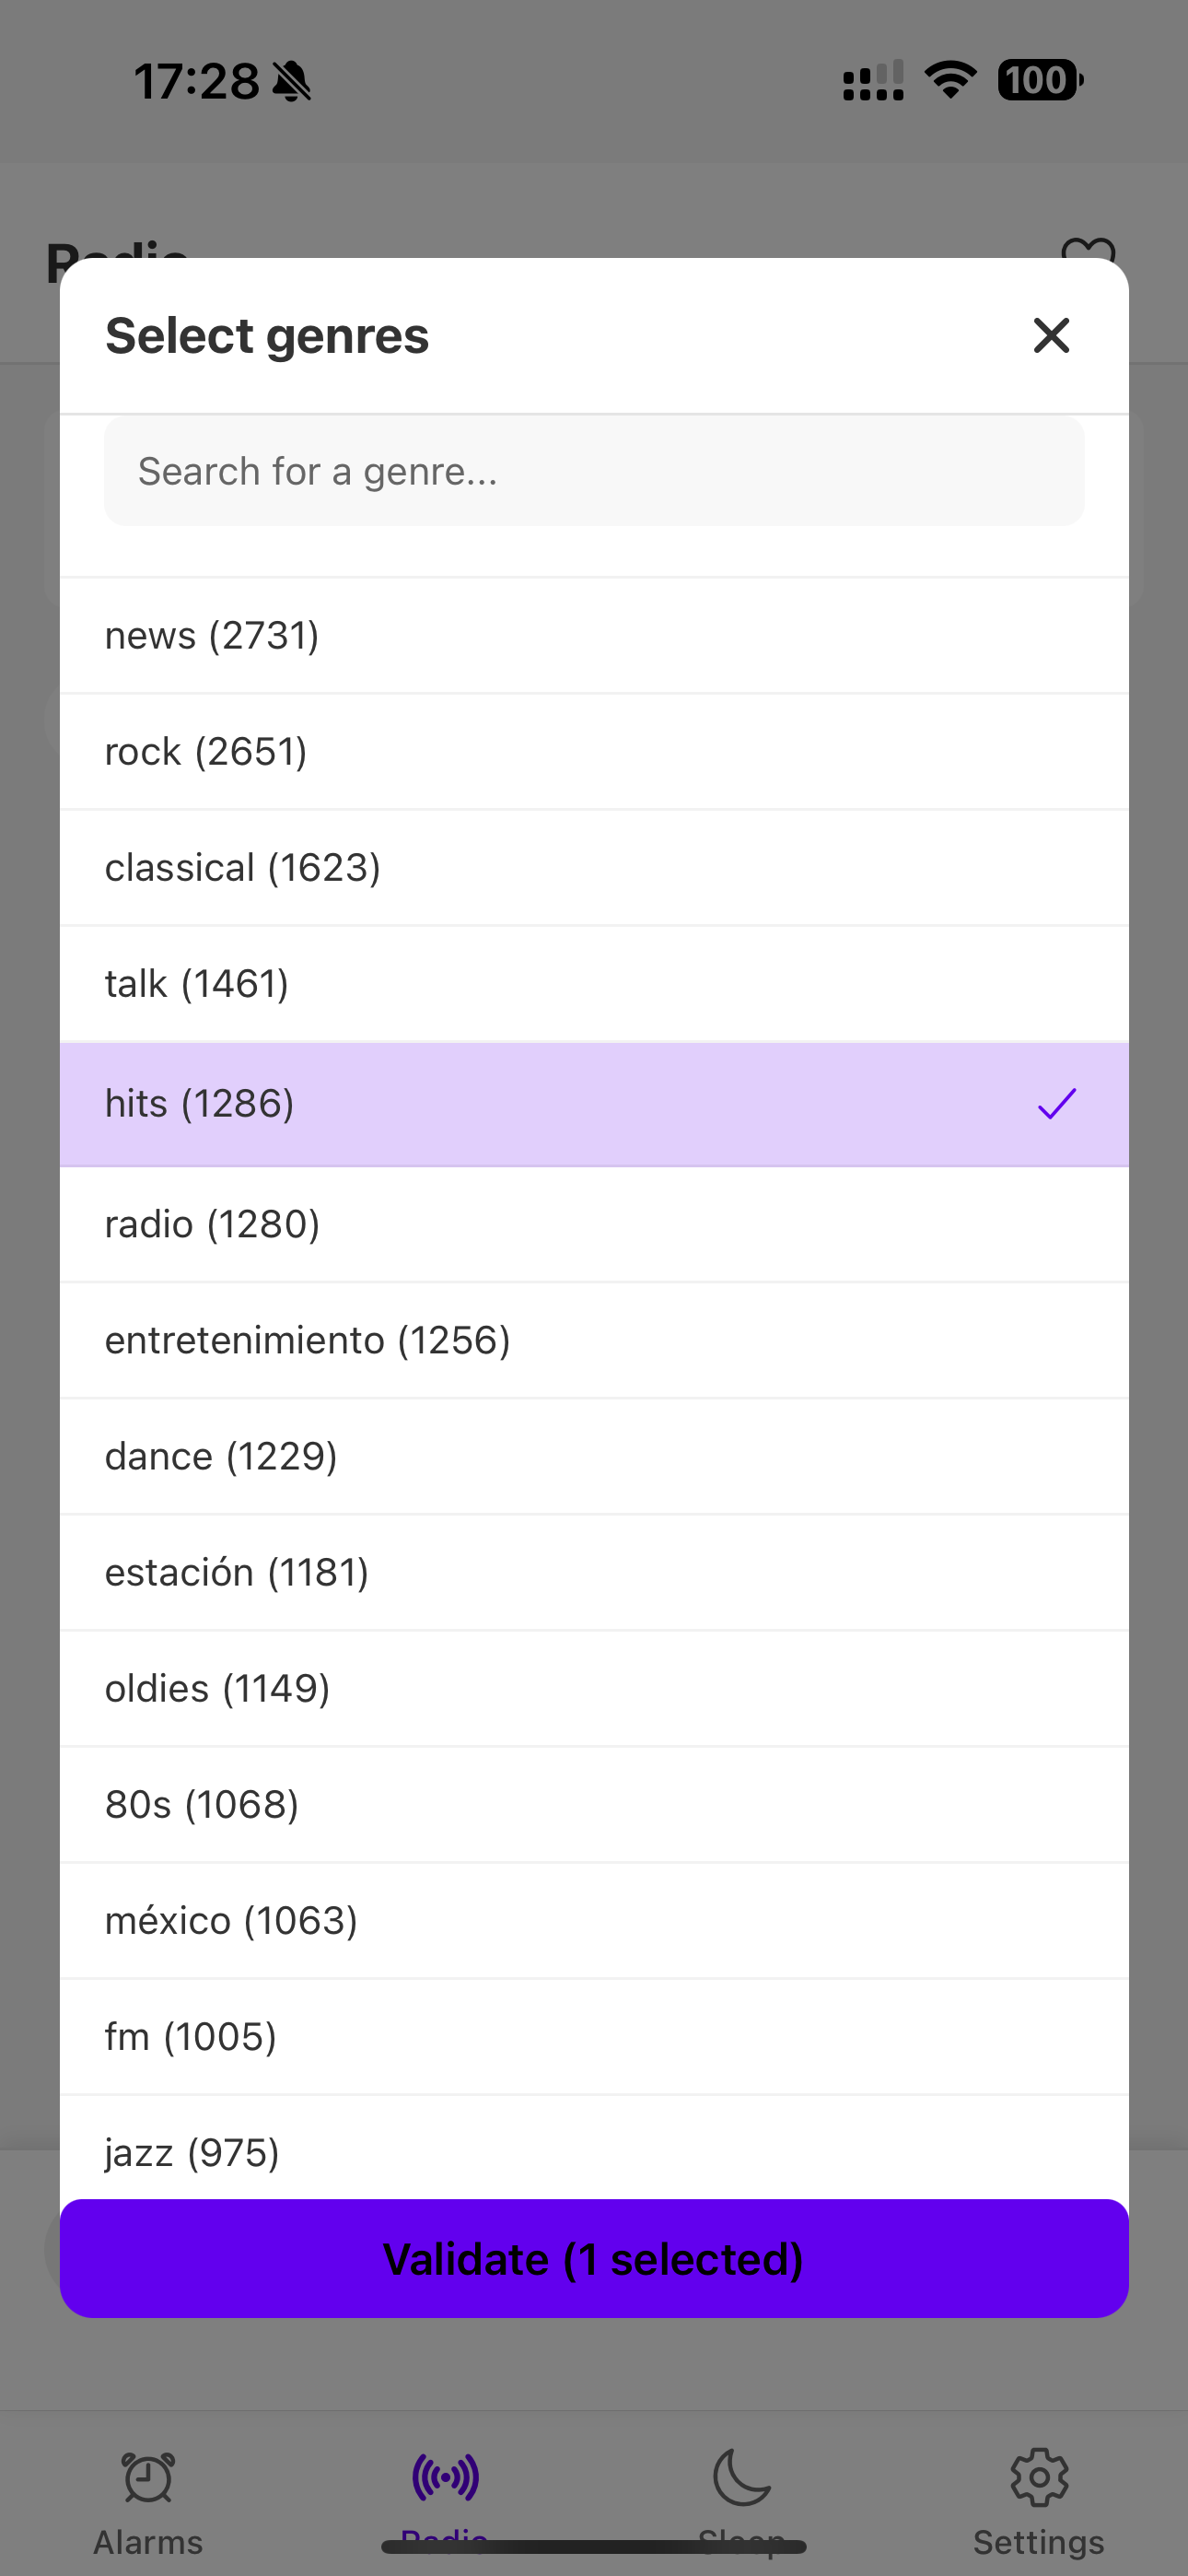 17:28
100
Radio
Select genres
Search for a genre...
news (2731)
rock (2651)
classical (1623)
talk (1461)
hits (1286)
radio (1280)
entretenimiento (1256)
dance (1229)
estación (1181)
oldies (1149)
80s (1068)
méxico (1063)
fm (1005)
jazz (975)
Validate (1 selected)
Alarms
Radio
Sleep
Settings